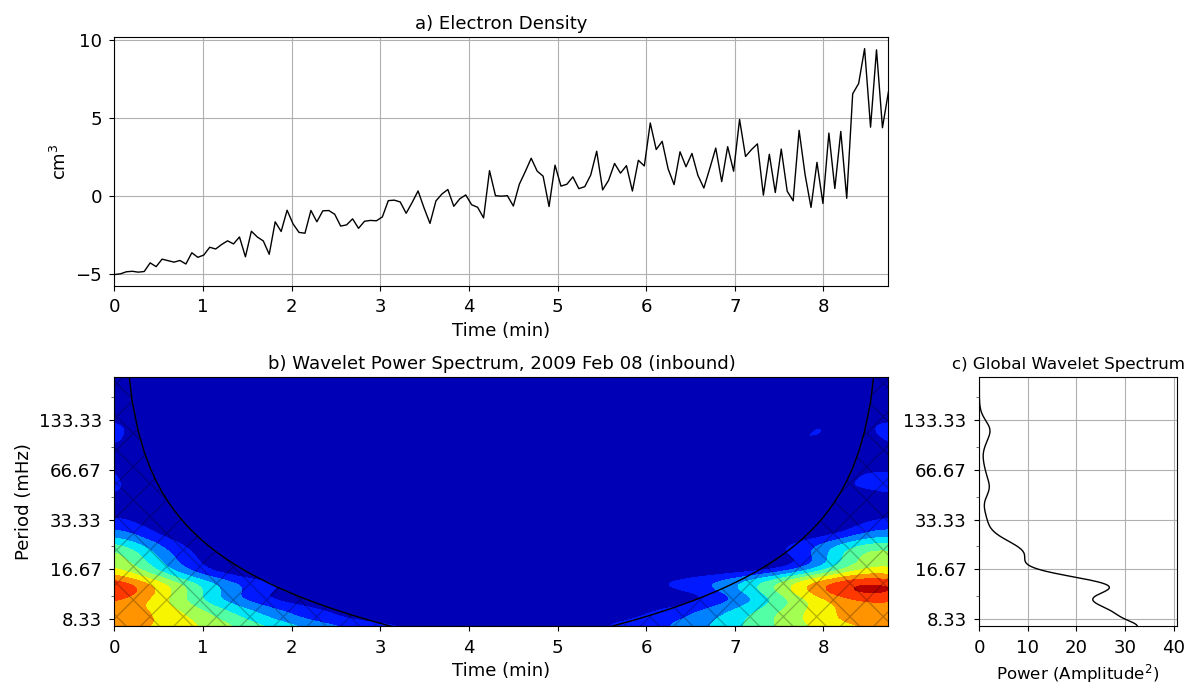 a) Electron Density
10
5
0
−5
cm³
0 1 2 3 4 5 6 7 8
Time (min)
b) Wavelet Power Spectrum, 2009 Feb 08 (inbound)
133.33
66.67
33.33
16.67
8.33
Period (mHz)
0 1 2 3 4 5 6 7 8
Time (min)
c) Global Wavelet Spectrum
133.33
66.67
33.33
16.67
8.33
0 10 20 30 40
Power (Amplitude²)